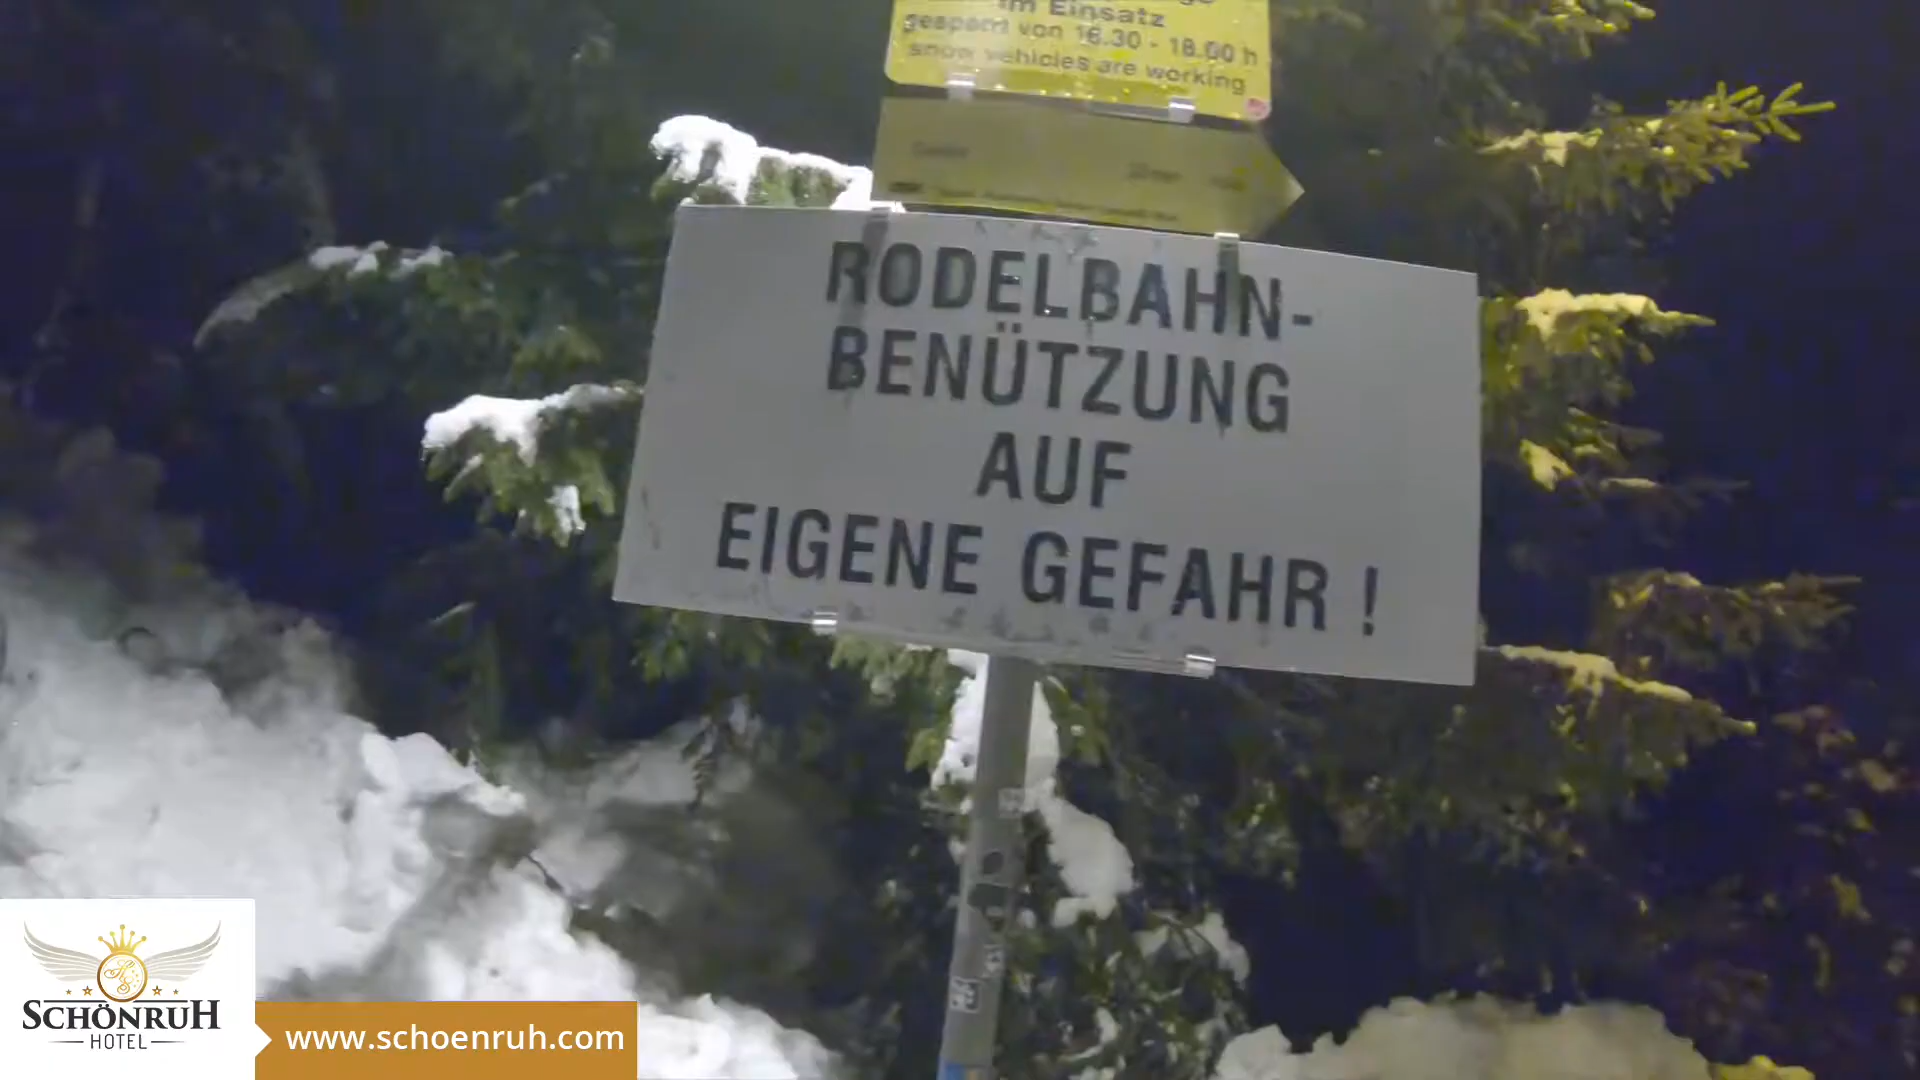 im Einsatz
gesperrt von 16.30 - 18.00 h
snow vehicles are working
RODELBAHN-
BENÜTZUNG
AUF
EIGENE GEFAHR !
SCHÖNRUH
HOTEL
www.schoenruh.com